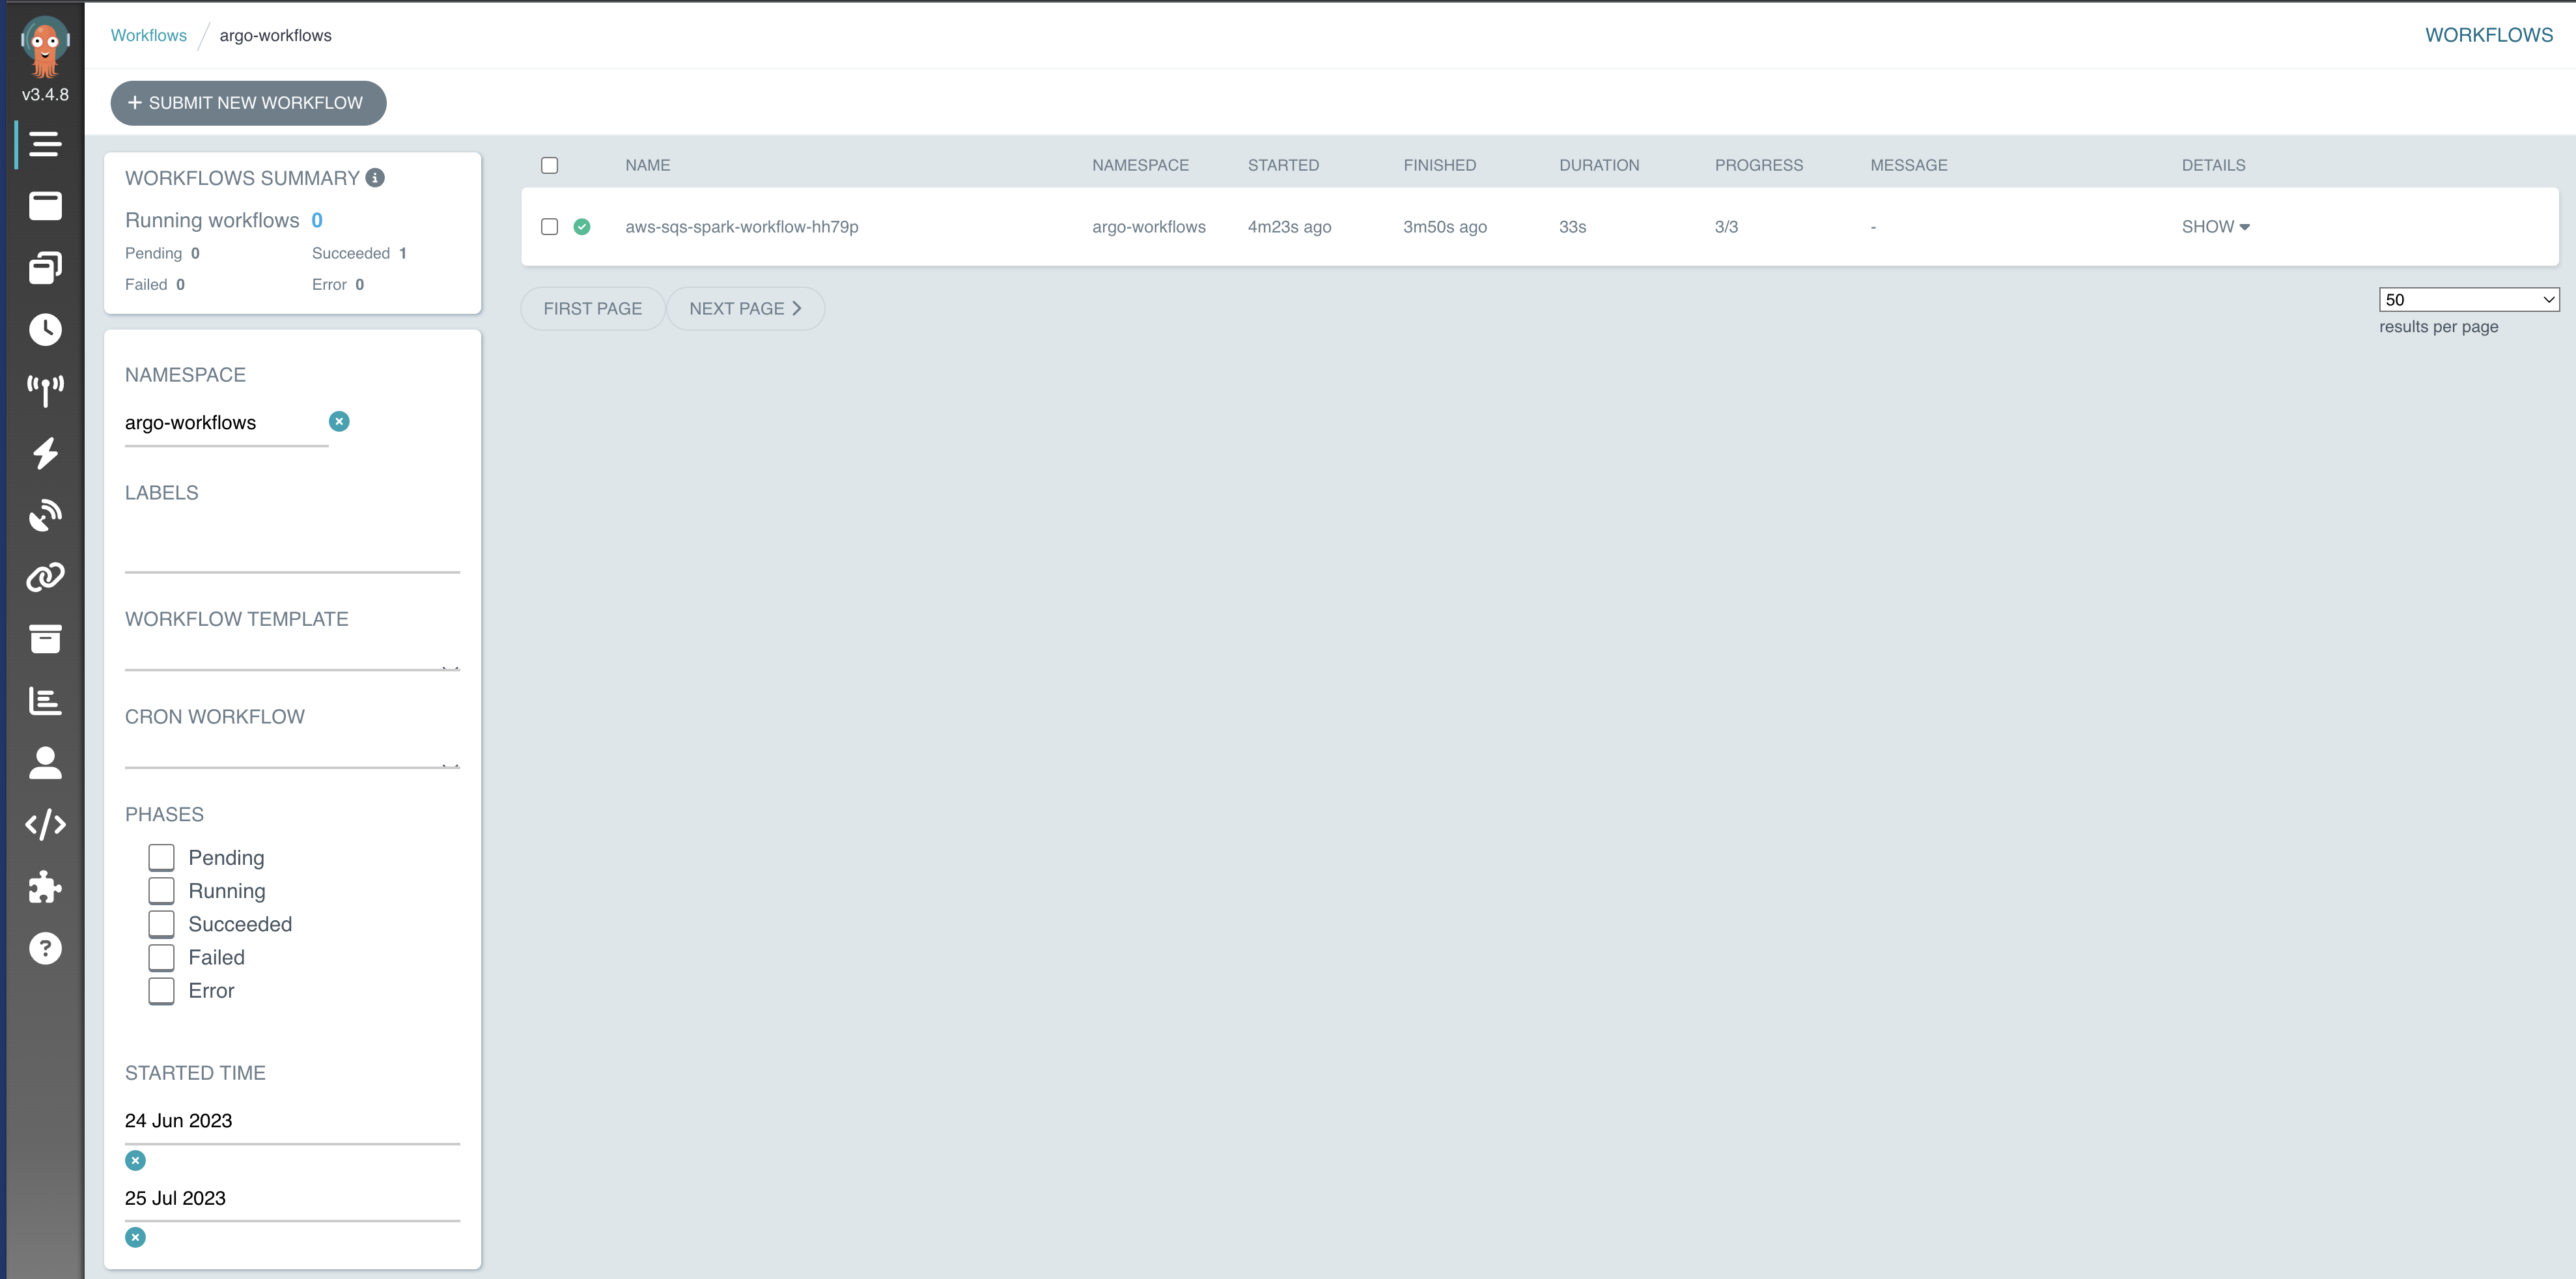 v3.4.8
Workflows / argo-workflows
WORKFLOWS
+ SUBMIT NEW WORKFLOW
WORKFLOWS SUMMARY
Running workflows 0
Pending 0 Succeeded 1
Failed 0 Error 0
NAMESPACE
argo-workflows
LABELS
WORKFLOW TEMPLATE
CRON WORKFLOW
PHASES
Pending
Running
Succeeded
Failed
Error
STARTED TIME
24 Jun 2023
25 Jul 2023
NAME NAMESPACE STARTED FINISHED DURATION PROGRESS MESSAGE DETAILS
aws-sqs-spark-workflow-hh79p argo-workflows 4m23s ago 3m50s ago 33s 3/3 - SHOW
FIRST PAGE NEXT PAGE
50
results per page